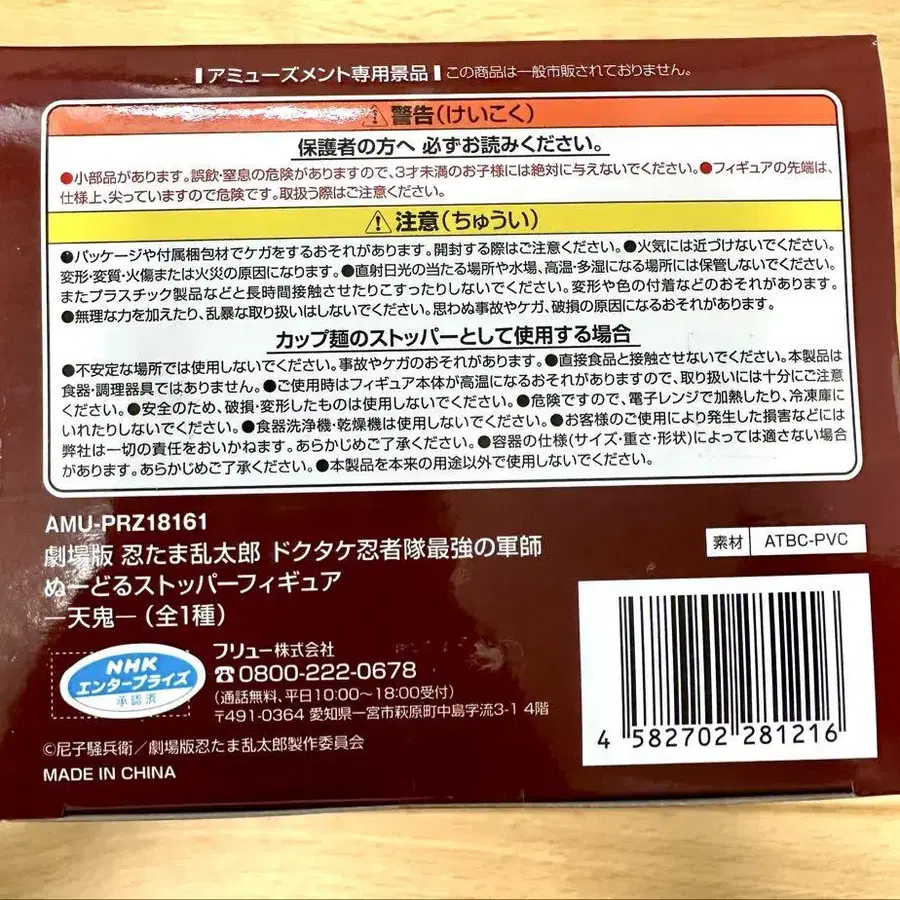 アミューズメント専用景品 この商品は一般市販されておりません。
⚠警告(けいこく)
保護者の方へ 必ずお読みください。
●小部品があります。誤飲・窒息の危険がありますので、3才未満のお子様には絶対に与えないでください。●フィギュアの先端は、
仕様上、尖っていますので危険です。取扱う際はご注意ください。
⚠注意(ちゅうい)
●パッケージや付属梱包材でケガをするおそれがあります。開封する際はご注意ください。●火気には近づけないでください。
変形・変質・火傷または火災の原因になります。●直射日光の当たる場所や水場、高温・多湿になる場所には保管しないでください。
またプラスチック製品などと長時間接触させたりこすったりしないでください。変形や色の付着などのおそれがあります。
●無理な力を加えたり、乱暴な取り扱いはしないでください。思わぬ事故やケガ、破損の原因になるおそれがあります。
カップ麺のストッパーとして使用する場合
●不安定な場所では使用しないでください。事故やケガのおそれがあります。●直接食品と接触させないでください。本製品は
食器・調理器具ではありません。●ご使用時はフィギュア本体が高温になるおそれがありますので、取り扱いには十分にご注意
ください。●安全のため、破損・変形したものは使用しないでください。●危険ですので、電子レンジで加熱したり、冷凍庫に
いれたりしないでください。●食器洗浄機・乾燥機は使用しないでください。●お客様のご使用により発生した損害などには
弊社は一切の責任をおいかねます。あらかじめご了承ください。●容器の仕様(サイズ・重さ・形状)によっては適さない場合
があります。あらかじめご了承ください。●本製品を本来の用途以外で使用しないでください。
AMU-PRZ18161
劇場版 忍たま乱太郎 ドクタケ忍者隊最強の軍師
ぬーどるストッパーフィギュア
―天鬼―(全1種)
素材 ATBC-PVC
NHK
エンタープライズ
承認済
フリュー株式会社
☎0800-222-0678
(通話無料、平日10:00〜18:00受付)
〒491-0364 愛知県一宮市萩原町中島字流3-1 4階
©尼子騒兵衛/劇場版忍たま乱太郎製作委員会
MADE IN CHINA
4 582702 281216